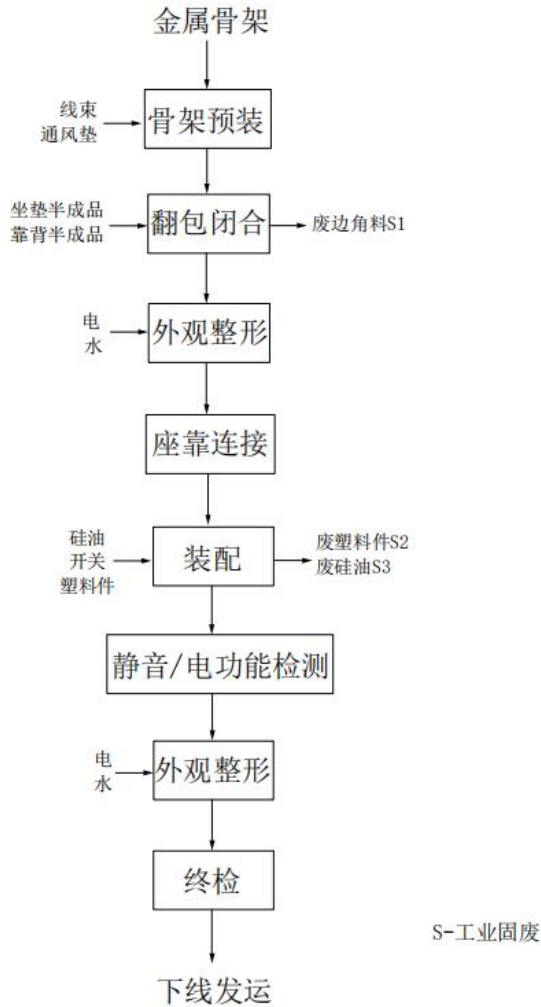 金属骨架
线束
通风垫
骨架预装
坐垫半成品
靠背半成品
翻包闭合
废边角料S1
电
水
外观整形
座靠连接
硅油
开关
塑料件
装配
废塑料件S2
废硅油S3
静音/电功能检测
电
水
外观整形
终检
S-工业固废
下线发运